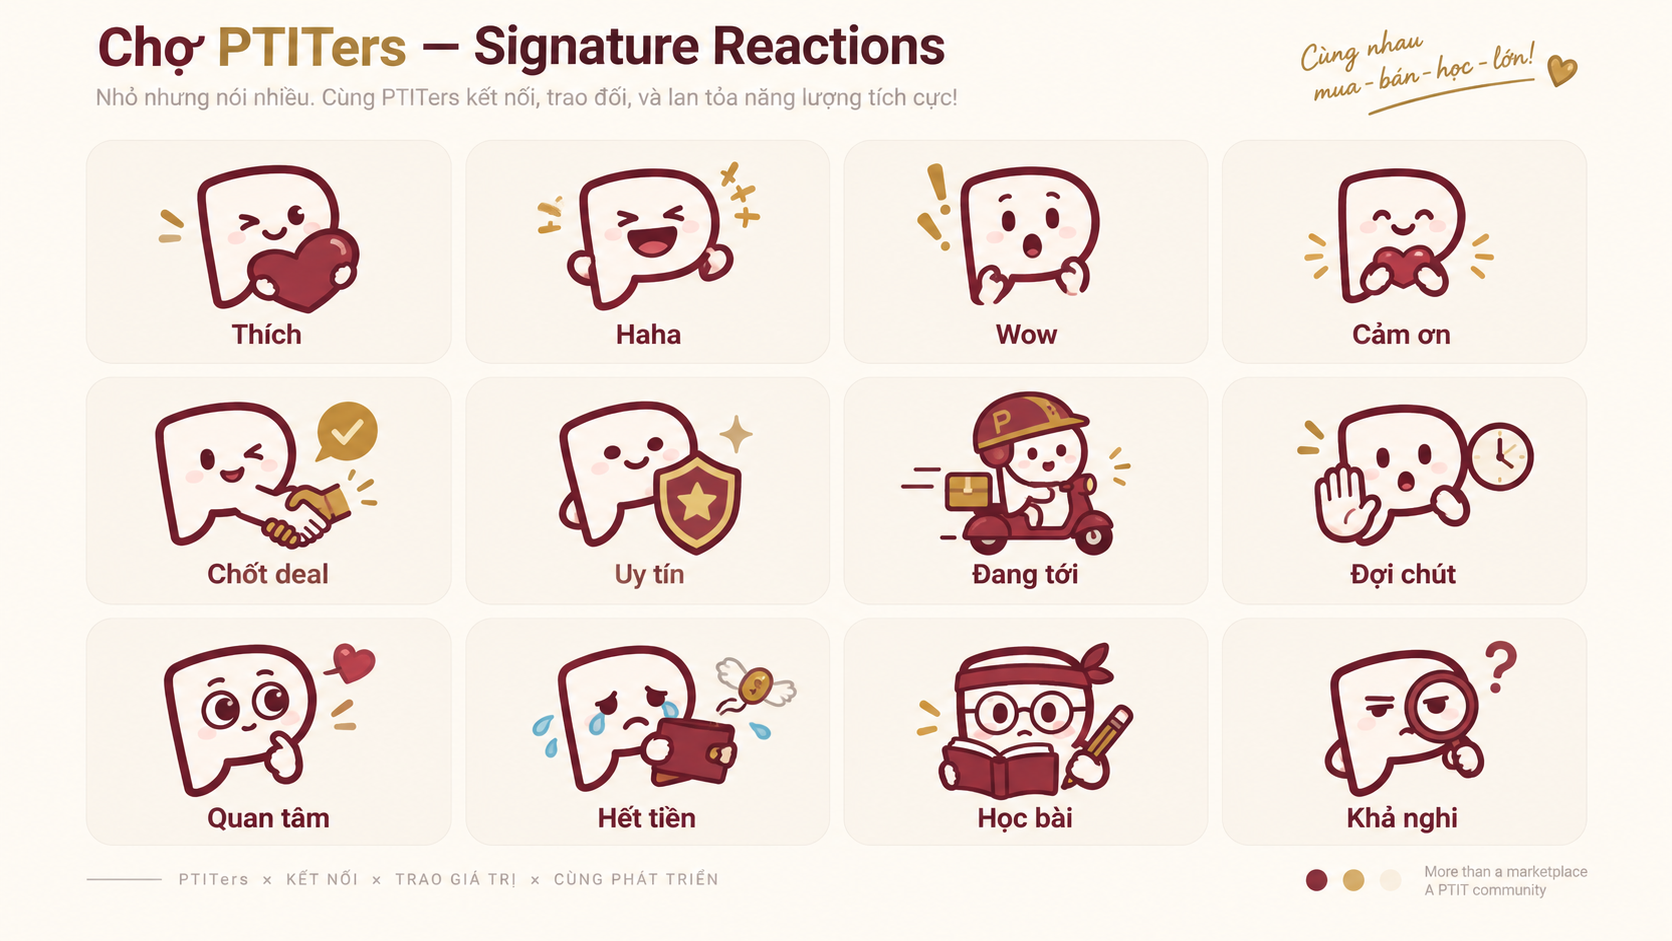 Chợ PTITers — Signature Reactions
Nhỏ nhưng nói nhiều. Cùng PTITers kết nối, trao đổi, và lan tỏa năng lượng tích cực!
Cùng nhau
mua - bán - học - lớn!
Thích
Haha
Wow
Cảm ơn
P
Chốt deal
Uy tín
Đang tới
Đợi chút
?
Quan tâm
Hết tiền
Học bài
Khả nghi
PTITers × KẾT NỐI × TRAO GIÁ TRỊ × CÙNG PHÁT TRIỂN
More than a marketplace
A PTIT community